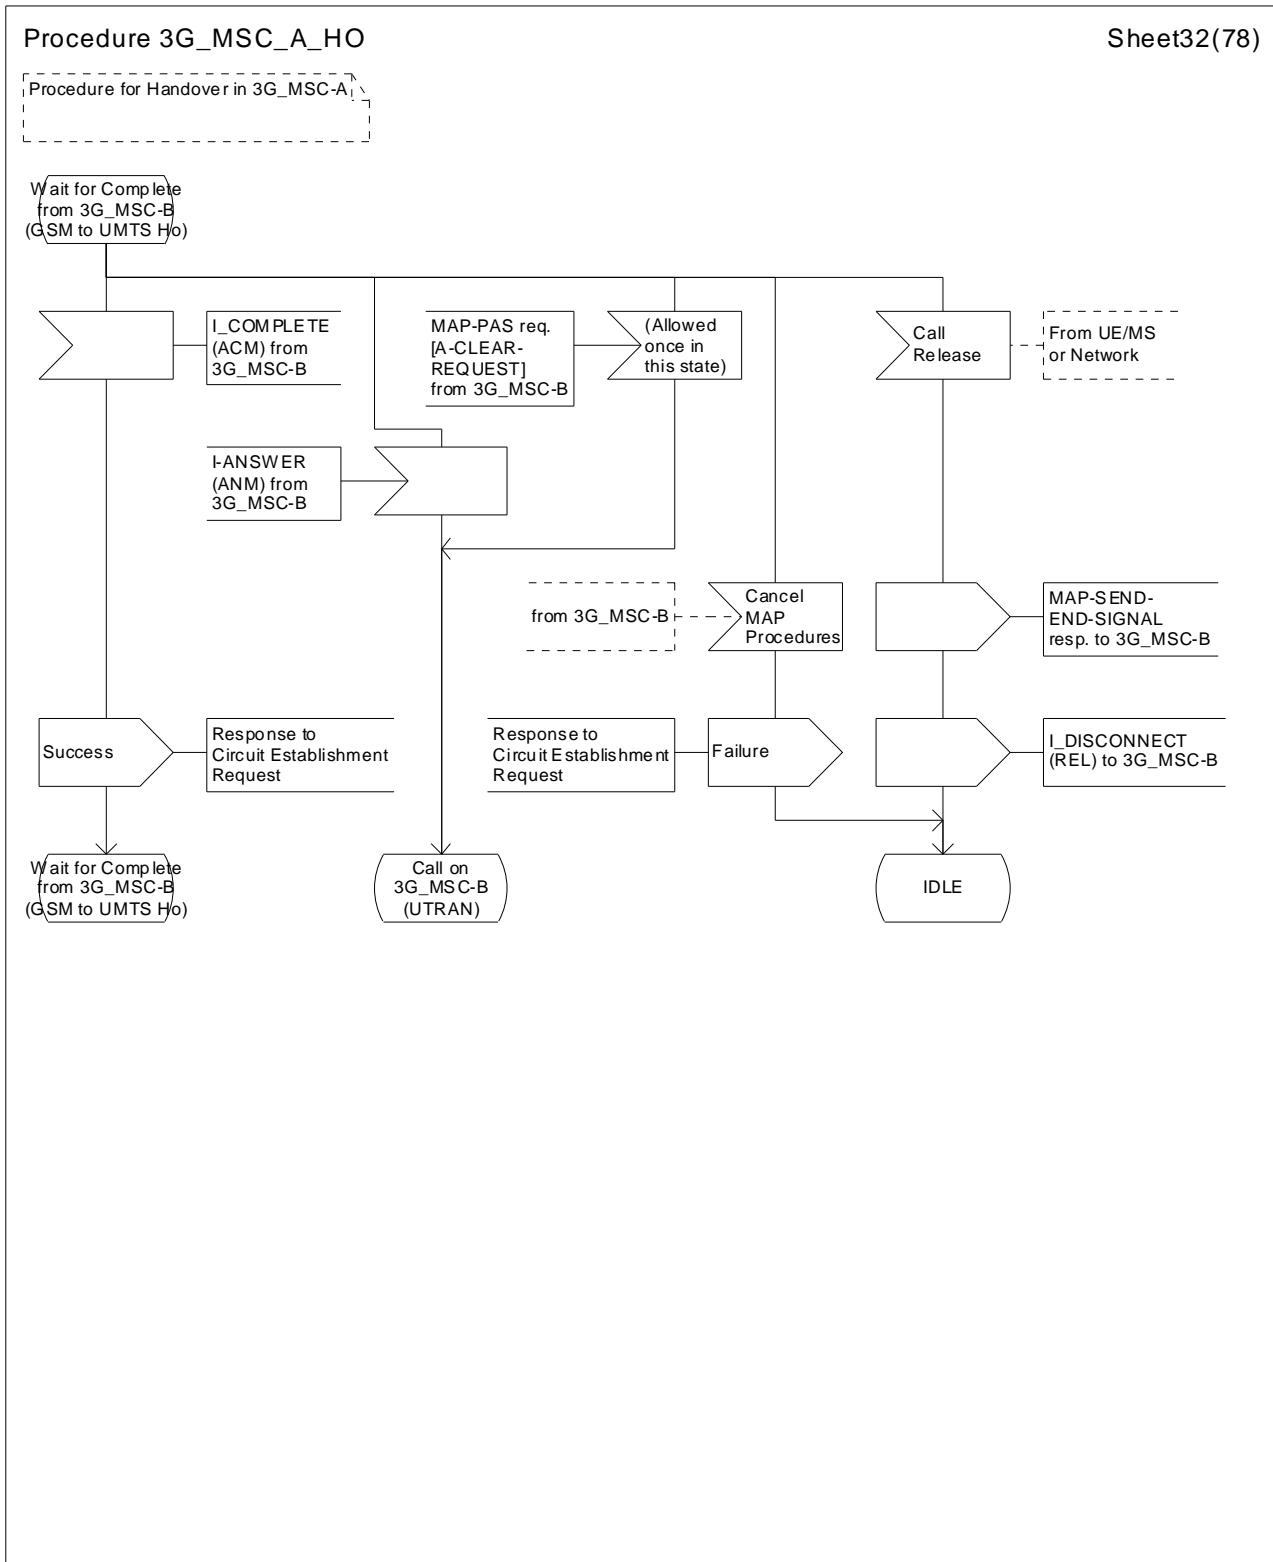 Procedure 3G_MSC_A_HO
Sheet32(78)
Procedure for Handover in 3G_MSC-A
Wait for Complete
from 3G_MSC-B
(GSM to UMTS Ho)
I_COMPLETE
(ACM) from
3G_MSC-B
MAP-PAS req.
[A-CLEAR-
REQUEST]
from 3G_MSC-B
(Allowed
once in
this state)
Call
Release
From UE/MS
or Network
I-ANSWER
(ANM) from
3G_MSC-B
from 3G_MSC-B
Cancel
MAP
Procedures
MAP-SEND-
END-SIGNAL
resp. to 3G_MSC-B
Success
Response to
Circuit Establishment
Request
Response to
Circuit Establishment
Request
Failure
I_DISCONNECT
(REL) to 3G_MSC-B
Wait for Complete
from 3G_MSC-B
(GSM to UMTS Ho)
Call on
3G_MSC-B
(UTRAN)
IDLE